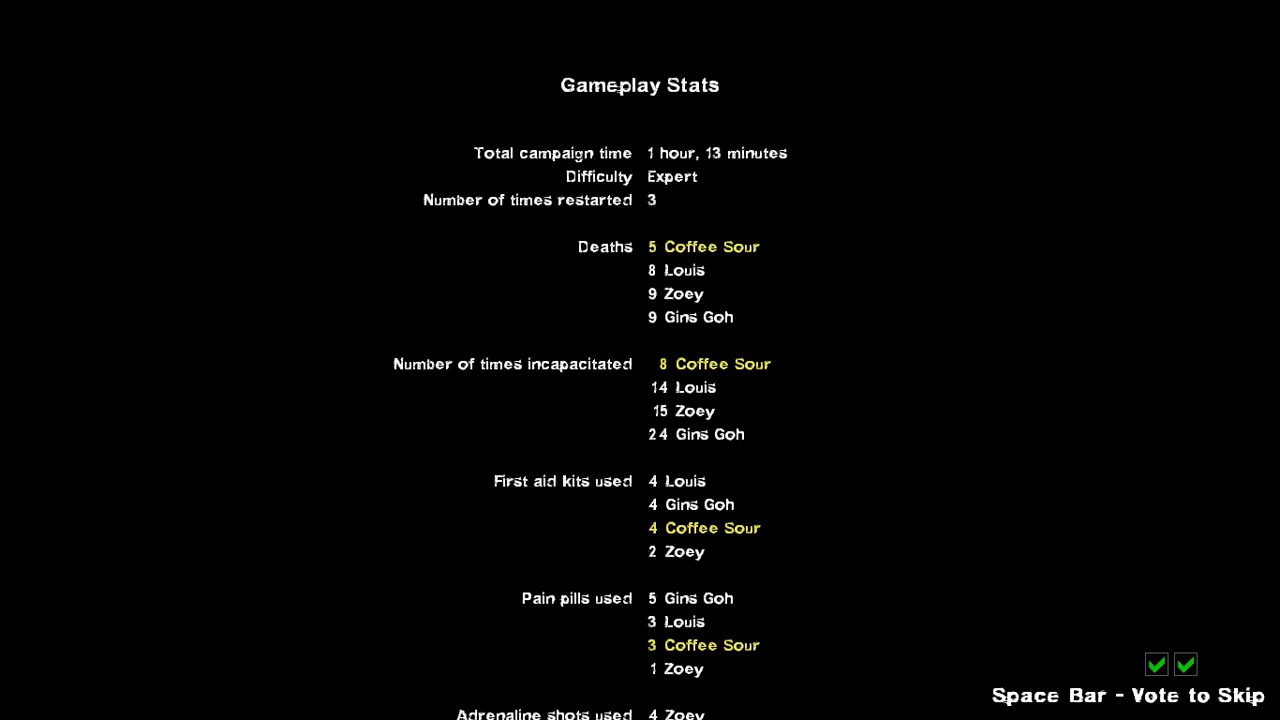 Gameplay Stats
Total campaign time 1 hour, 13 minutes
Difficulty Expert
Number of times restarted 3
Deaths 5 Coffee Sour
8 Louis
9 Zoey
9 Gins Goh
Number of times incapacitated 8 Coffee Sour
14 Louis
15 Zoey
24 Gins Goh
First aid kits used 4 Louis
4 Gins Goh
4 Coffee Sour
2 Zoey
Pain pills used 5 Gins Goh
3 Louis
3 Coffee Sour
1 Zoey
Adrenaline shots used 4 Zoey
Space Bar - Vote to Skip